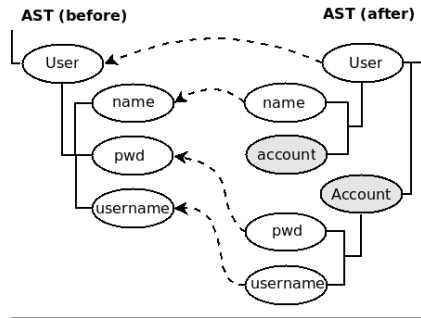 AST (before)
AST (after)
User
User
name
name
pwd
account
Account
username
pwd
username